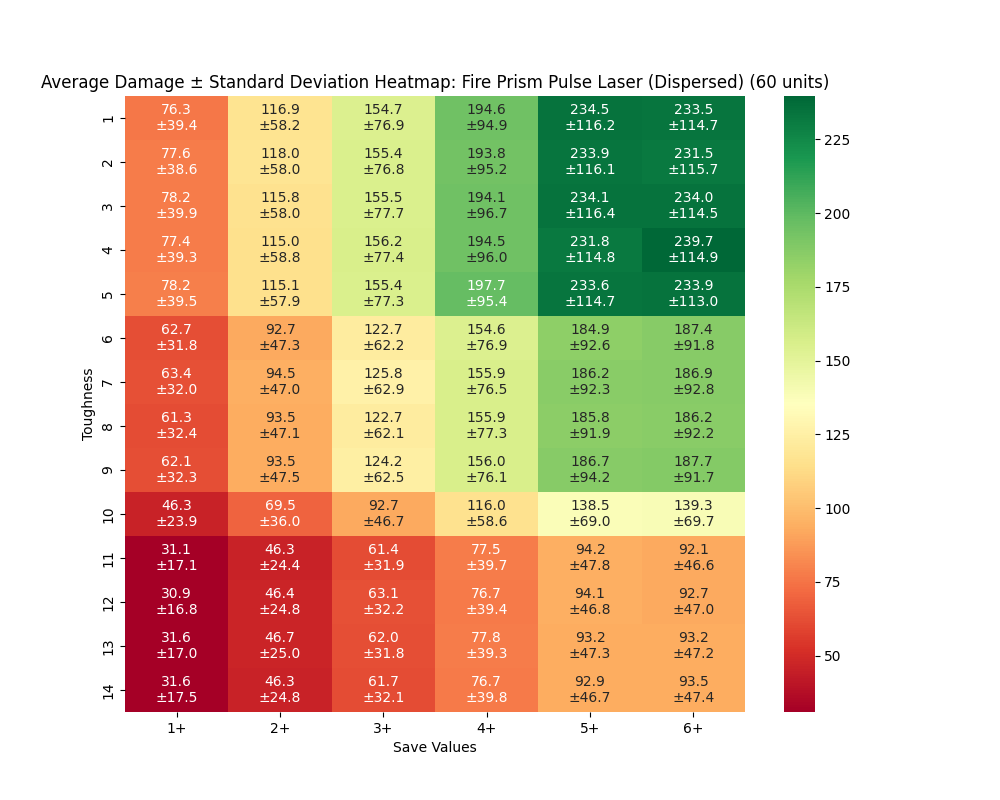 Average Damage ± Standard Deviation Heatmap: Fire Prism Pulse Laser (Dispersed) (60 units)
1 76.3 116.9 154.7 194.6 234.5 233.5
±39.4 ±58.2 ±76.9 ±94.9 ±116.2 ±114.7
2 77.6 118.0 155.4 193.8 233.9 231.5
±38.6 ±58.0 ±76.8 ±95.2 ±116.1 ±115.7
3 78.2 115.8 155.5 194.1 234.1 234.0
±39.9 ±58.0 ±77.7 ±96.7 ±116.4 ±114.5
4 77.4 115.0 156.2 194.5 231.8 239.7
±39.3 ±58.8 ±77.4 ±96.0 ±114.8 ±114.9
5 78.2 115.1 155.4 197.7 233.6 233.9
±39.5 ±57.9 ±77.3 ±95.4 ±114.7 ±113.0
6 62.7 92.7 122.7 154.6 184.9 187.4
±31.8 ±47.3 ±62.2 ±76.9 ±92.6 ±91.8
7 63.4 94.5 125.8 155.9 186.2 186.9
±32.0 ±47.0 ±62.9 ±76.5 ±92.3 ±92.8
8 61.3 93.5 122.7 155.9 185.8 186.2
±32.4 ±47.1 ±62.1 ±77.3 ±91.9 ±92.2
9 62.1 93.5 124.2 156.0 186.7 187.7
±32.3 ±47.5 ±62.5 ±76.1 ±94.2 ±91.7
10 46.3 69.5 92.7 116.0 138.5 139.3
±23.9 ±36.0 ±46.7 ±58.6 ±69.0 ±69.7
11 31.1 46.3 61.4 77.5 94.2 92.1
±17.1 ±24.4 ±31.9 ±39.7 ±47.8 ±46.6
12 30.9 46.4 63.1 76.7 94.1 92.7
±16.8 ±24.8 ±32.2 ±39.4 ±46.8 ±47.0
13 31.6 46.7 62.0 77.8 93.2 93.2
±17.0 ±25.0 ±31.8 ±39.3 ±47.3 ±47.2
14 31.6 46.3 61.7 76.7 92.9 93.5
±17.5 ±24.8 ±32.1 ±39.8 ±46.7 ±47.4
Toughness
1+ 2+ 3+ 4+ 5+ 6+
Save Values
225
200
175
150
125
100
75
50